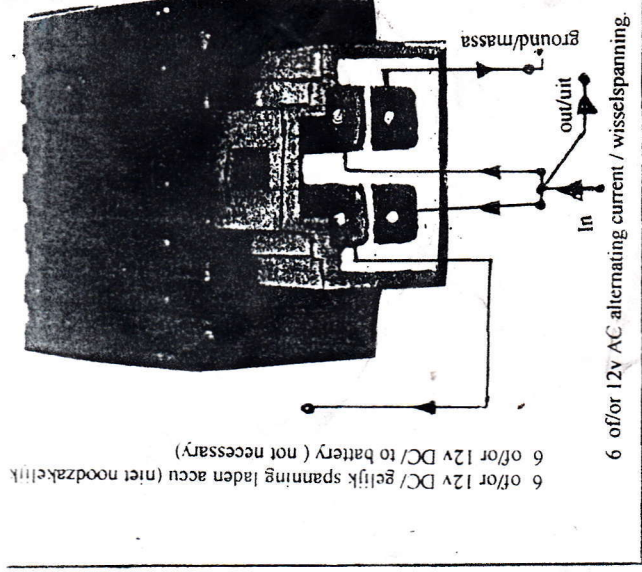 ground/massa
out/uit
In
6 of/or 12v AC alternating current / wisselspanning.
6 of/or 12v DC/ gelijk spanning laden accu (niet noodzakelijk
6 of/or 12v DC/ to battery ( not necessary)